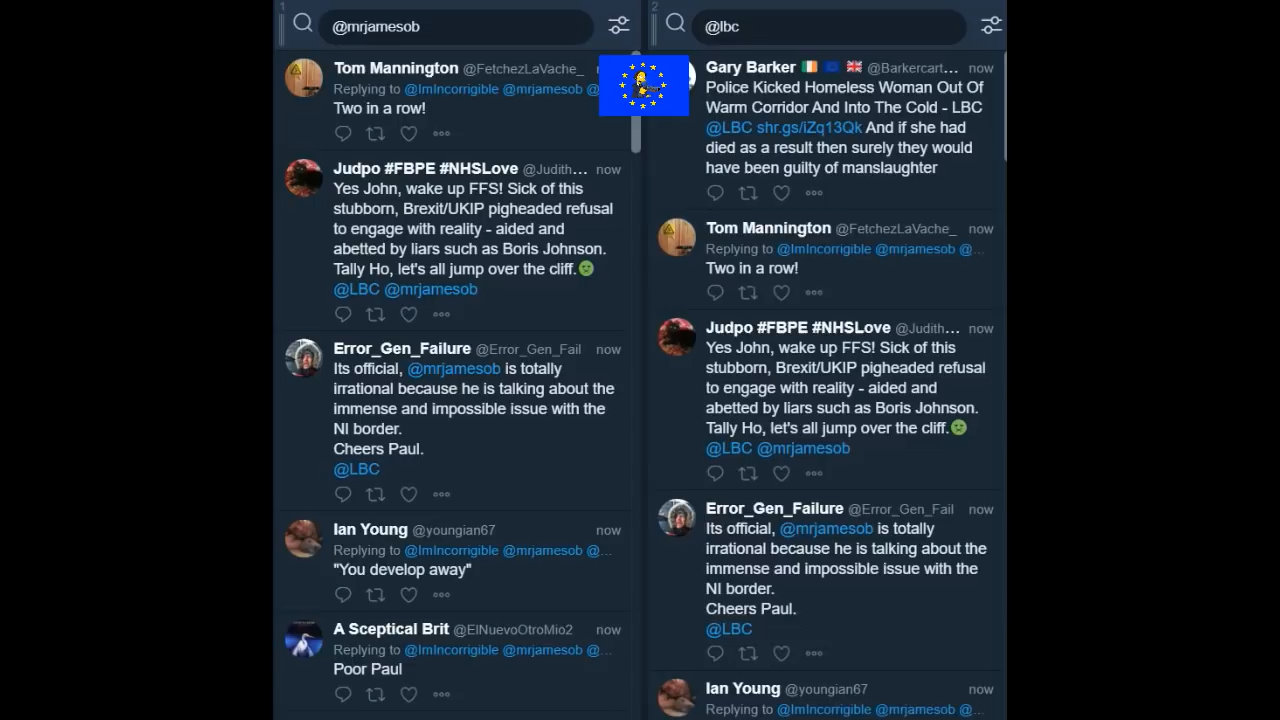 1
@mrjamesob
Tom Mannington @FetchezLaVache_
Replying to @ImIncorrigible @mrjamesob @
Two in a row!
Judpo #FBPE #NHSLove @Judith... now
Yes John, wake up FFS! Sick of this
stubborn, Brexit/UKIP pigheaded refusal
to engage with reality - aided and
abetted by liars such as Boris Johnson.
Tally Ho, let's all jump over the cliff.🤢
@LBC @mrjamesob
Error_Gen_Failure @Error_Gen_Fail now
Its official, @mrjamesob is totally
irrational because he is talking about the
immense and impossible issue with the
NI border.
Cheers Paul.
@LBC
Ian Young @youngian67 now
Replying to @ImIncorrigible @mrjamesob @...
"You develop away"
A Sceptical Brit @ElNuevoOtroMio2 now
Replying to @ImIncorrigible @mrjamesob @...
Poor Paul
2
@lbc
Gary Barker 🇮🇪 🇪🇺 🇬🇧 @Barkercart... now
Police Kicked Homeless Woman Out Of
Warm Corridor And Into The Cold - LBC
@LBC shr.gs/iZq13Qk And if she had
died as a result then surely they would
have been guilty of manslaughter
Tom Mannington @FetchezLaVache_ now
Replying to @ImIncorrigible @mrjamesob @...
Two in a row!
Judpo #FBPE #NHSLove @Judith... now
Yes John, wake up FFS! Sick of this
stubborn, Brexit/UKIP pigheaded refusal
to engage with reality - aided and
abetted by liars such as Boris Johnson.
Tally Ho, let's all jump over the cliff.🤢
@LBC @mrjamesob
Error_Gen_Failure @Error_Gen_Fail now
Its official, @mrjamesob is totally
irrational because he is talking about the
immense and impossible issue with the
NI border.
Cheers Paul.
@LBC
Ian Young @youngian67 now
Replying to @ImIncorrigible @mrjamesob @...